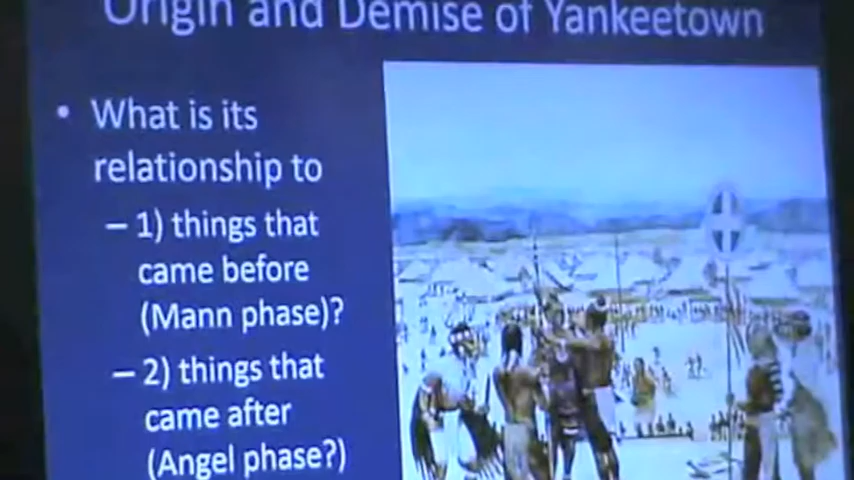 Origin and Demise of Yankeetown
• What is its
relationship to
– 1) things that
came before
(Mann phase)?
– 2) things that
came after
(Angel phase?)